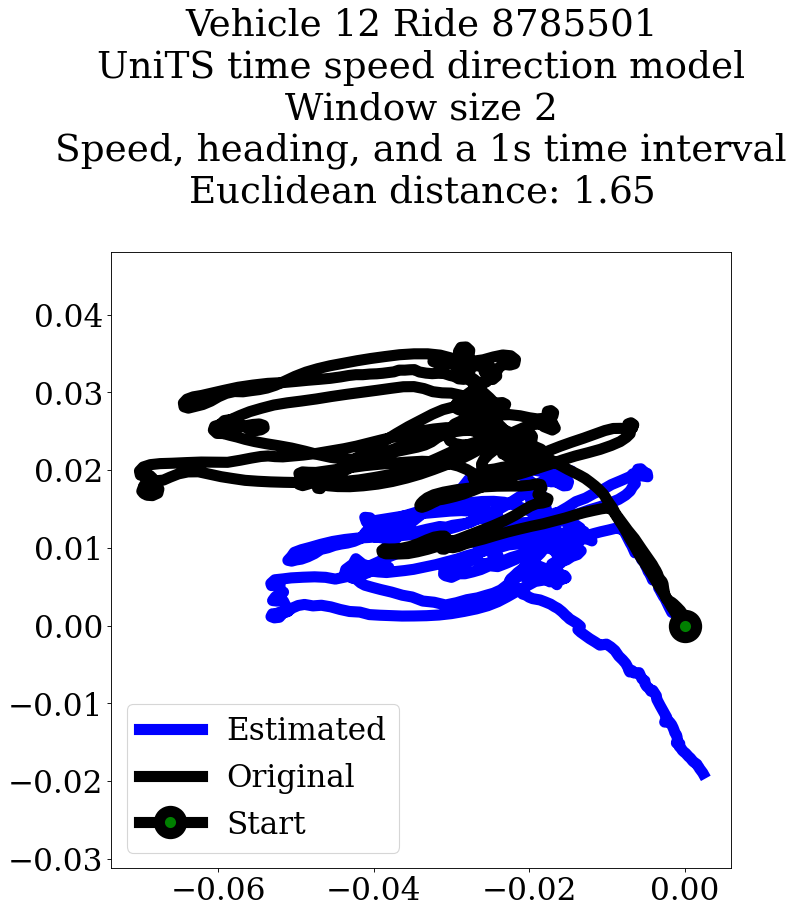 Vehicle 12 Ride 8785501
UniTS time speed direction model
Window size 2
Speed, heading, and a 1s time interval
Euclidean distance: 1.65
0.04
0.03
0.02
0.01
0.00
−0.01
−0.02
−0.03
Estimated
Original
Start
−0.06 −0.04 −0.02 0.00